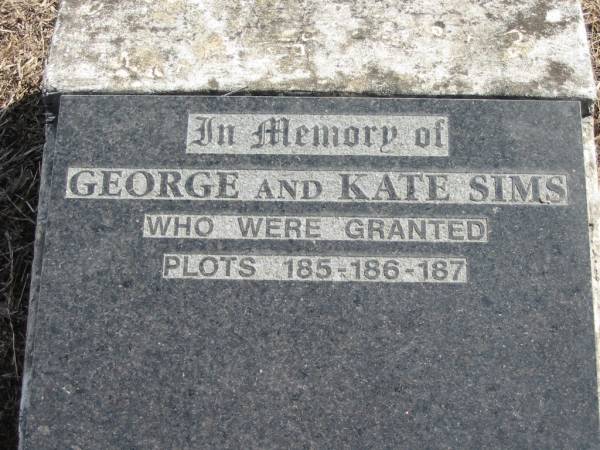 In Memory of
GEORGE AND KATE SIMS
WHO WERE GRANTED
PLOTS 185-186-187